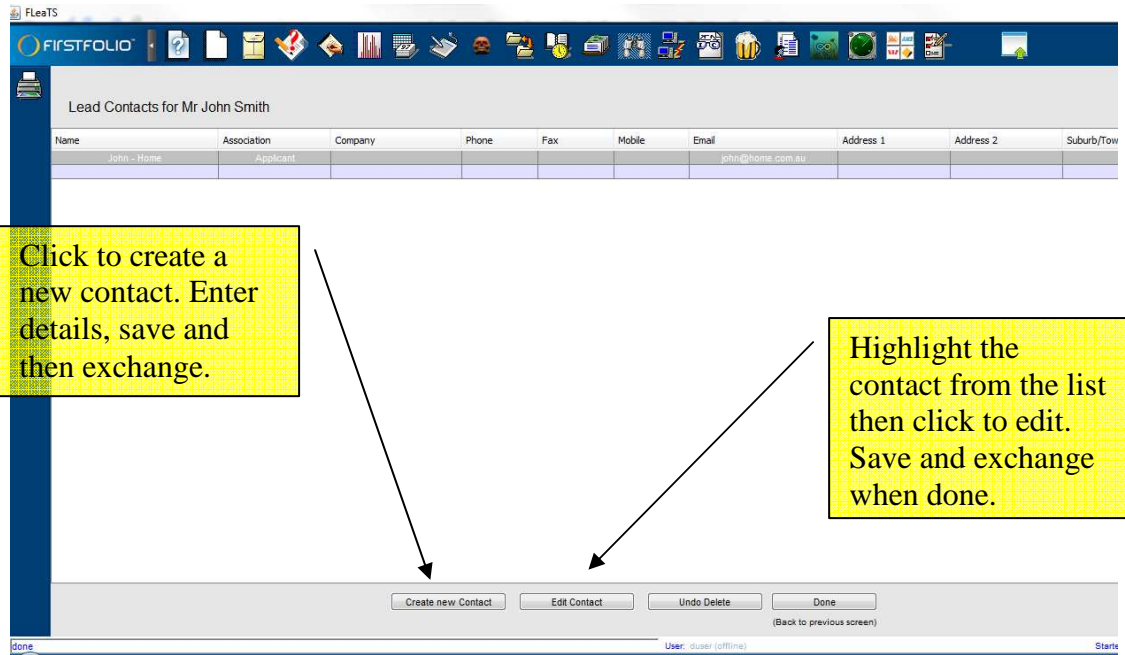 FLeaTS
FIRSTFOLIO
Lead Contacts for Mr John Smith
Name Association Company Phone Fax Mobile Email Address 1 Address 2 Suburb/Tow
John - Home Applicant john@home.com.au
Click to create a
new contact. Enter
details, save and
then exchange.
Highlight the
contact from the list
then click to edit.
Save and exchange
when done.
Create new Contact Edit Contact Undo Delete Done
(Back to previous screen)
done User: duser (offline) Starte